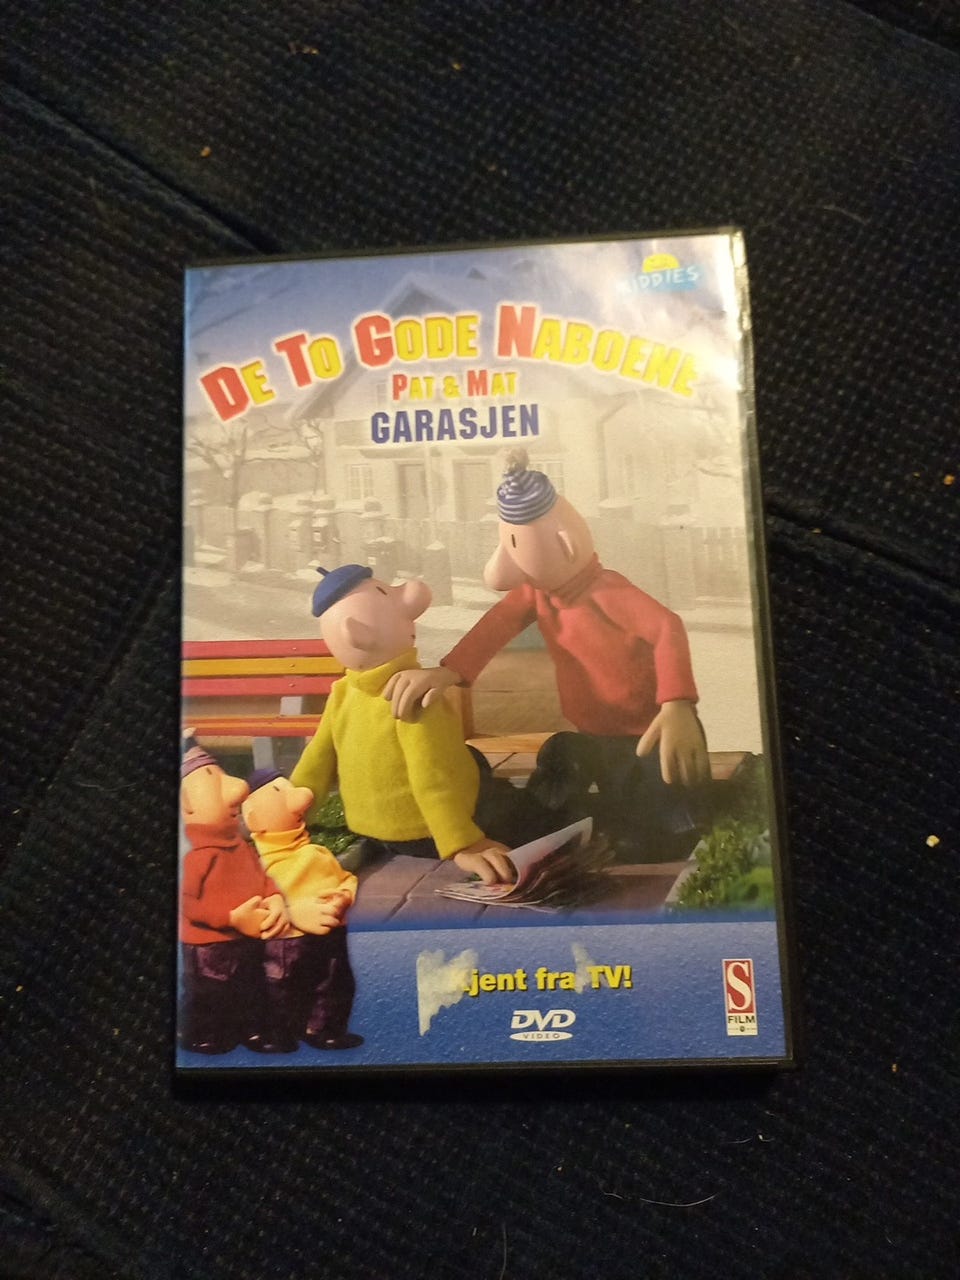 KIDDIES
DE TO GODE NABOENE
PAT & MAT
GARASJEN
Kjent fra TV!
DVD
VIDEO
S
FILM